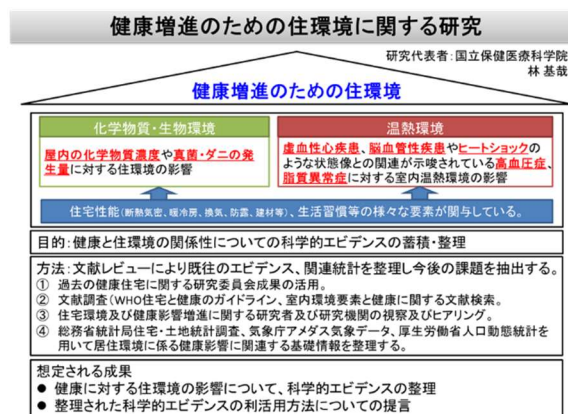 健康増進のための住環境に関する研究
研究代表者：国立保健医療科学院
林 基哉
健康増進のための住環境
化学物質・生物環境
屋内の化学物質濃度や真菌・ダニの発
生量に対する住環境の影響
温熱環境
虚血性心疾患、脳血管性疾患やヒートショックの
ような状態像との関連が示唆されている高血圧症、
脂質異常症に対する室内温熱環境の影響
住宅性能（断熱気密、暖冷房、換気、防露、建材等）、生活習慣等の様々な要素が関与している。
目的：健康と住環境の関係性についての科学的エビデンスの蓄積・整理
方法：文献レビューにより既往のエビデンス、関連統計を整理し今後の課題を抽出する。
① 過去の健康住宅に関する研究委員会成果の活用。
② 文献調査（WHO住宅と健康のガイドライン、室内環境要素と健康に関する文献検索。
③ 住宅環境及び健康影響増進に関する研究者及び研究機関の視察及びヒアリング。
④ 総務省統計局住宅・土地統計調査、気象庁アメダス気象データ、厚生労働省人口動態統計を
用いて居住環境に係る健康影響に関連する基礎情報を整理する。
想定される成果
● 健康に対する住環境の影響について、科学的エビデンスの整理
● 整理された科学的エビデンスの利活用方法についての提言